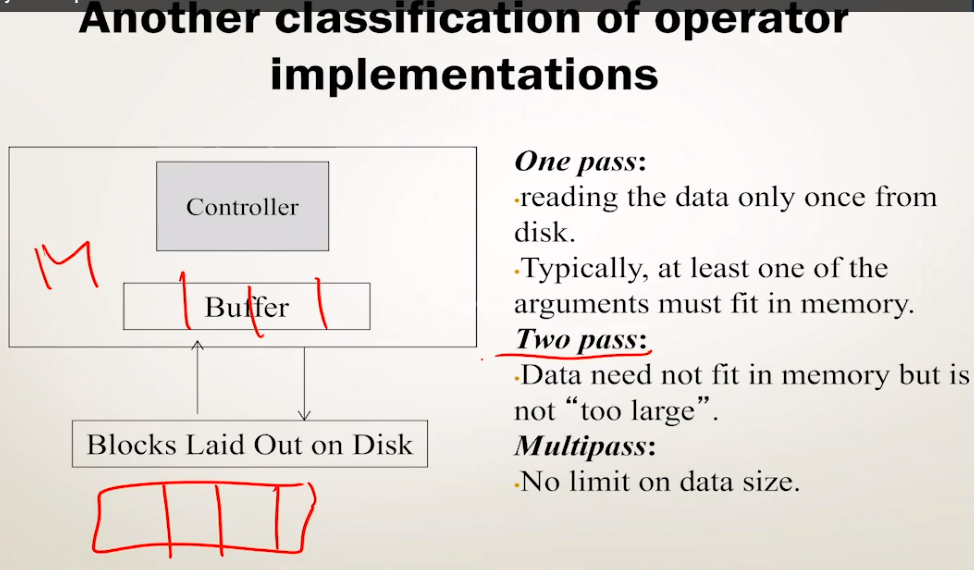 Another classification of operator
implementations
Controller
M
Buffer
Blocks Laid Out on Disk
One pass:
·reading the data only once from
disk.
·Typically, at least one of the
arguments must fit in memory.
Two pass:
·Data need not fit in memory but is
not “too large”.
Multipass:
·No limit on data size.